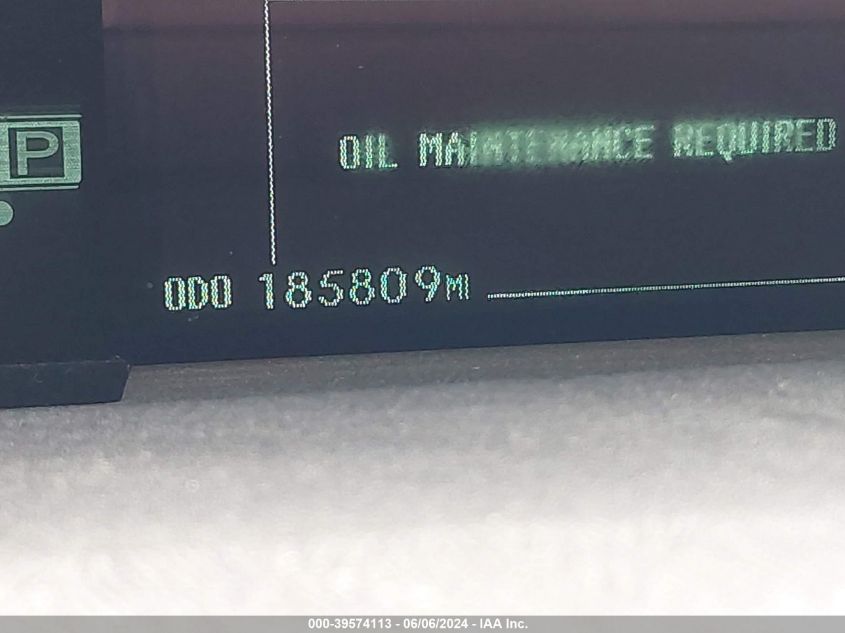 P
OIL MAINTENANCE REQUIRED
ODO 185809MI
000-39574113 - 06/06/2024 - IAA Inc.